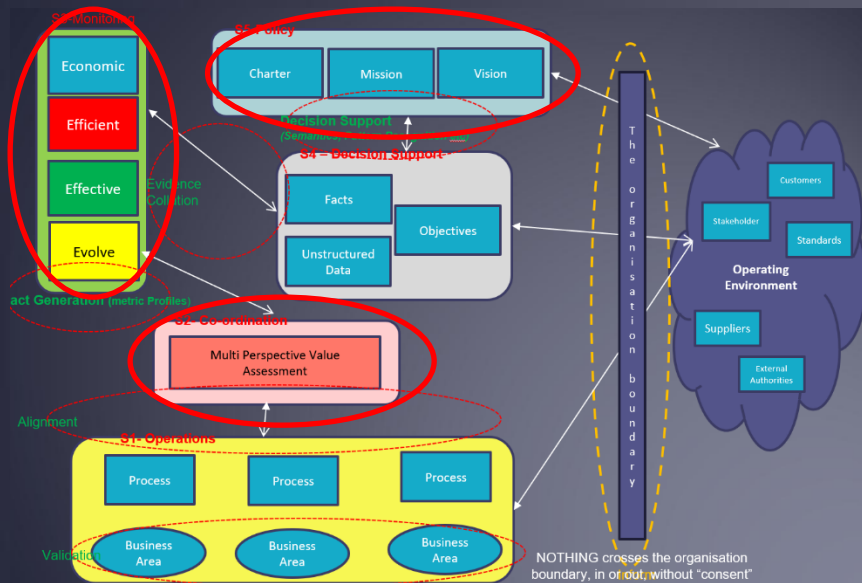 S3-Monitoring
Economic
Efficient
Effective
Evolve
S5-Policy
Charter
Mission
Vision
Decision Support
(Semantics
S4 – Decision Support
Facts
Unstructured
Data
Objectives
Evidence
Collation
act Generation (metric Profiles)
S2- Co-ordination
Multi Perspective Value
Assessment
Alignment
S1- Operations
Process
Process
Process
Business
Area
Business
Area
Business
Area
Validation
The organisation boundary
Customers
Stakeholder
Standards
Operating
Environment
Suppliers
External
Authorities
NOTHING crosses the organisation
boundary, in or out, without “consent”